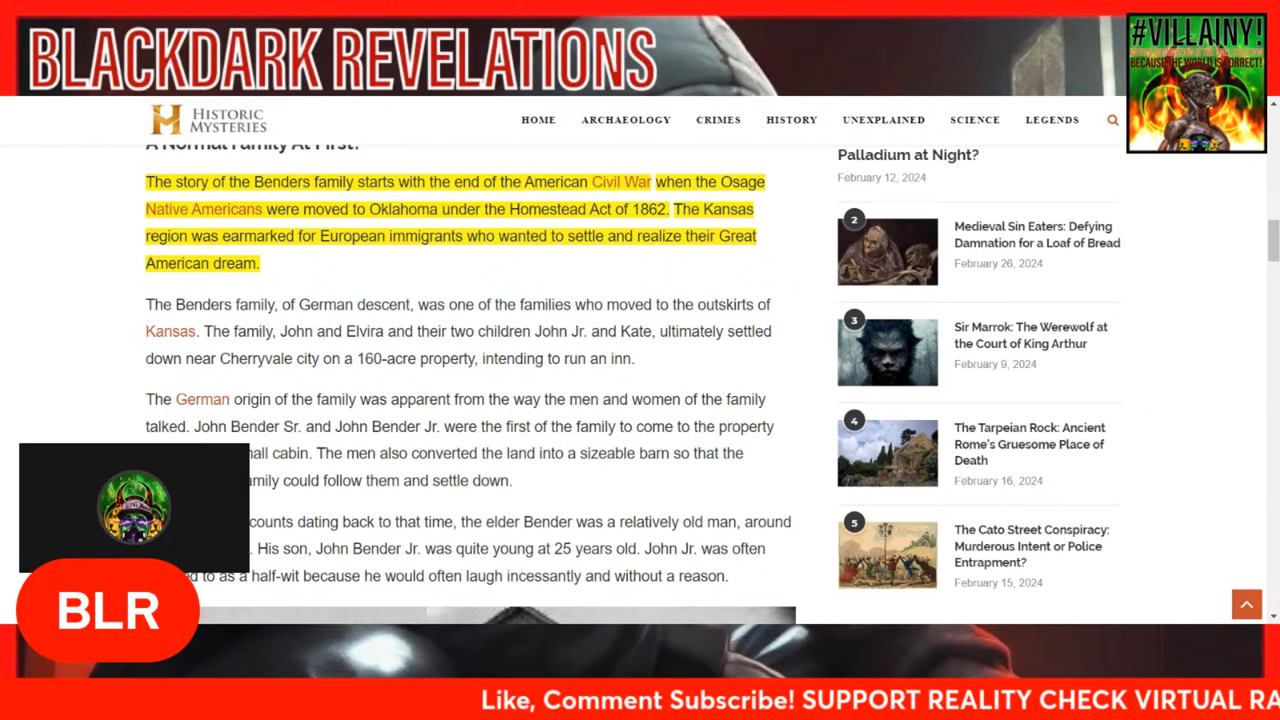 BLACKDARK REVELATIONS
#VILLAINY!
BECAUSE THE WORLD IS CORRECT!
HISTORIC
MYSTERIES
HOME ARCHAEOLOGY CRIMES HISTORY UNEXPLAINED SCIENCE LEGENDS
A Normal Family At First?
The story of the Benders family starts with the end of the American Civil War when the Osage
Native Americans were moved to Oklahoma under the Homestead Act of 1862. The Kansas
region was earmarked for European immigrants who wanted to settle and realize their Great
American dream.
The Benders family, of German descent, was one of the families who moved to the outskirts of
Kansas. The family, John and Elvira and their two children John Jr. and Kate, ultimately settled
down near Cherryvale city on a 160-acre property, intending to run an inn.
The German origin of the family was apparent from the way the men and women of the family
talked. John Bender Sr. and John Bender Jr. were the first of the family to come to the property
cabin. The men also converted the land into a sizeable barn so that the
could follow them and settle down.
dating back to that time, the elder Bender was a relatively old man, around
. His son, John Bender Jr. was quite young at 25 years old. John Jr. was often
to as a half-wit because he would often laugh incessantly and without a reason.
Palladium at Night?
February 12, 2024
2
Medieval Sin Eaters: Defying
Damnation for a Loaf of Bread
February 26, 2024
3
Sir Marrok: The Werewolf at
the Court of King Arthur
February 9, 2024
4
The Tarpeian Rock: Ancient
Rome's Gruesome Place of
Death
February 16, 2024
5
The Cato Street Conspiracy:
Murderous Intent or Police
Entrapment?
February 15, 2024
BLR
Like, Comment Subscribe! SUPPORT REALITY CHECK VIRTUAL RA